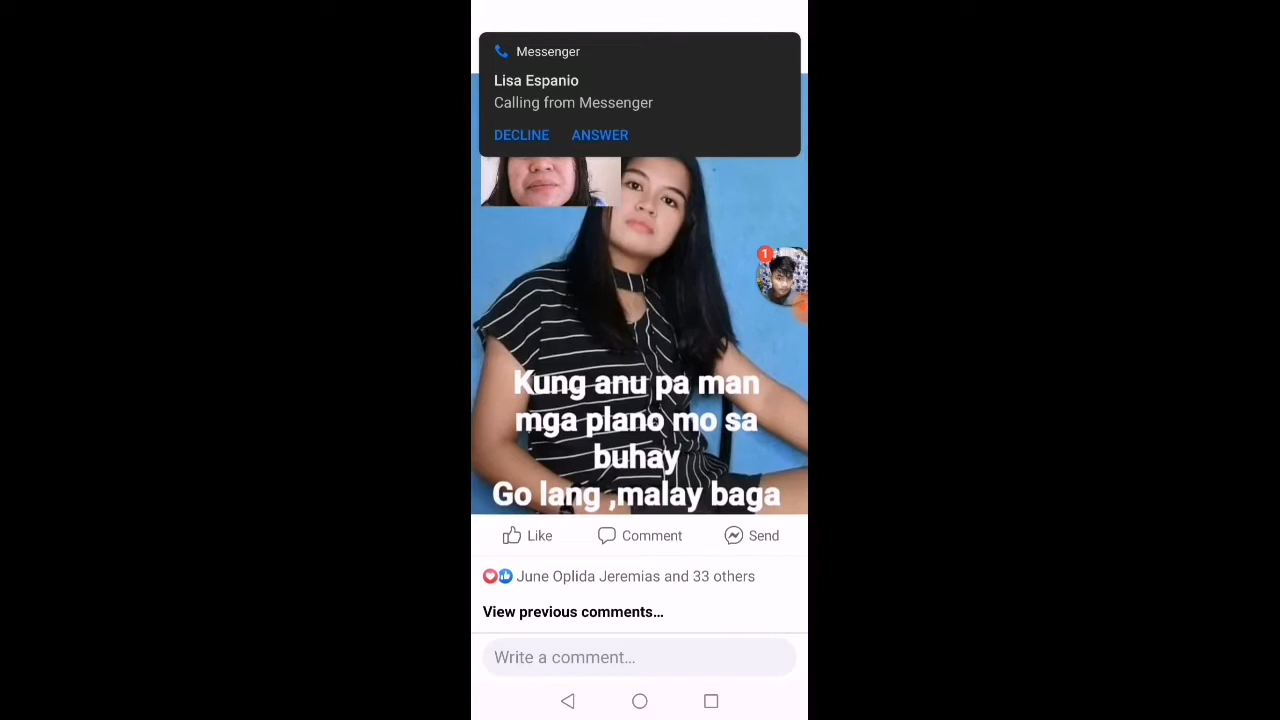 Messenger
Lisa Espanio
Calling from Messenger
DECLINE ANSWER
1
Kung anu pa man
mga plano mo sa
buhay
Go lang ,malay baga
Like Comment Send
June Oplida Jeremias and 33 others
View previous comments...
Write a comment...